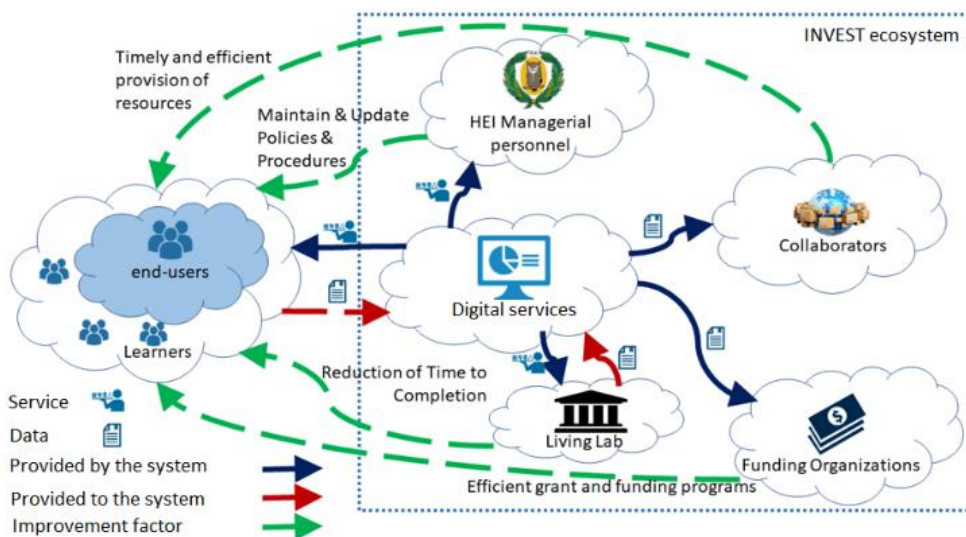 INVEST ecosystem
Timely and efficient
provision of
resources
Maintain & Update
Policies &
Procedures
HEI Managerial
personnel
Collaborators
end-users
Learners
Digital services
Reduction of Time to
Completion
Living Lab
Funding Organizations
Efficient grant and funding programs
Service
Data
Provided by the system
Provided to the system
Improvement factor